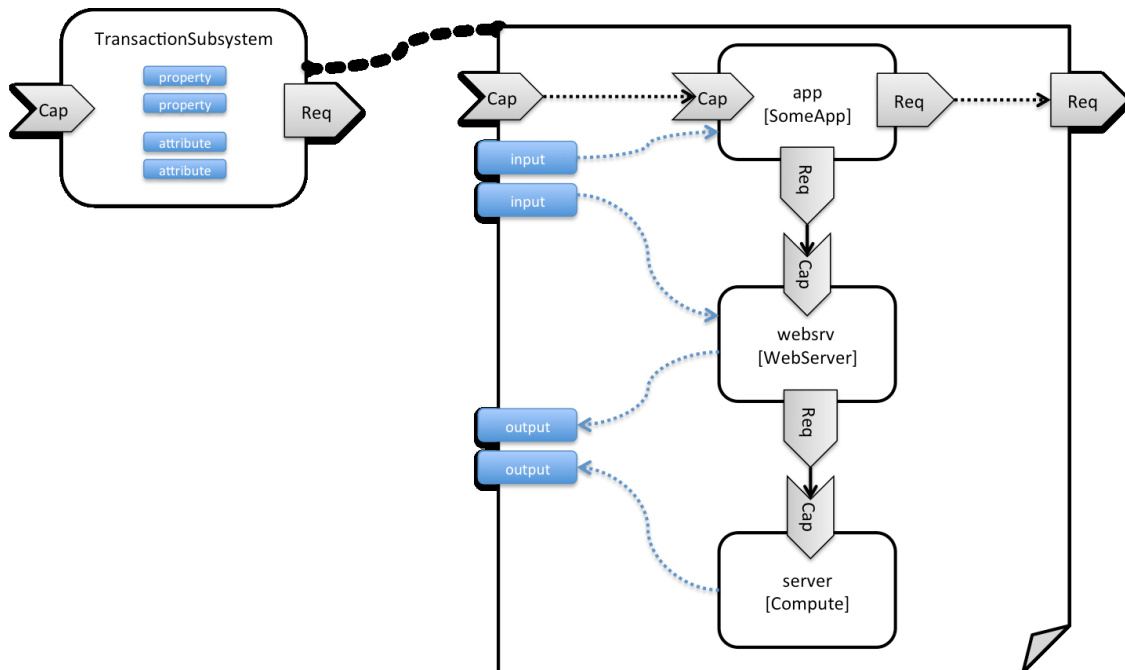 TransactionSubsystem
property
property
attribute
attribute
Cap
Req
Cap
Cap
app
[SomeApp]
Req
Req
input
input
Req
Cap
websrv
[WebServer]
Req
output
output
Cap
server
[Compute]